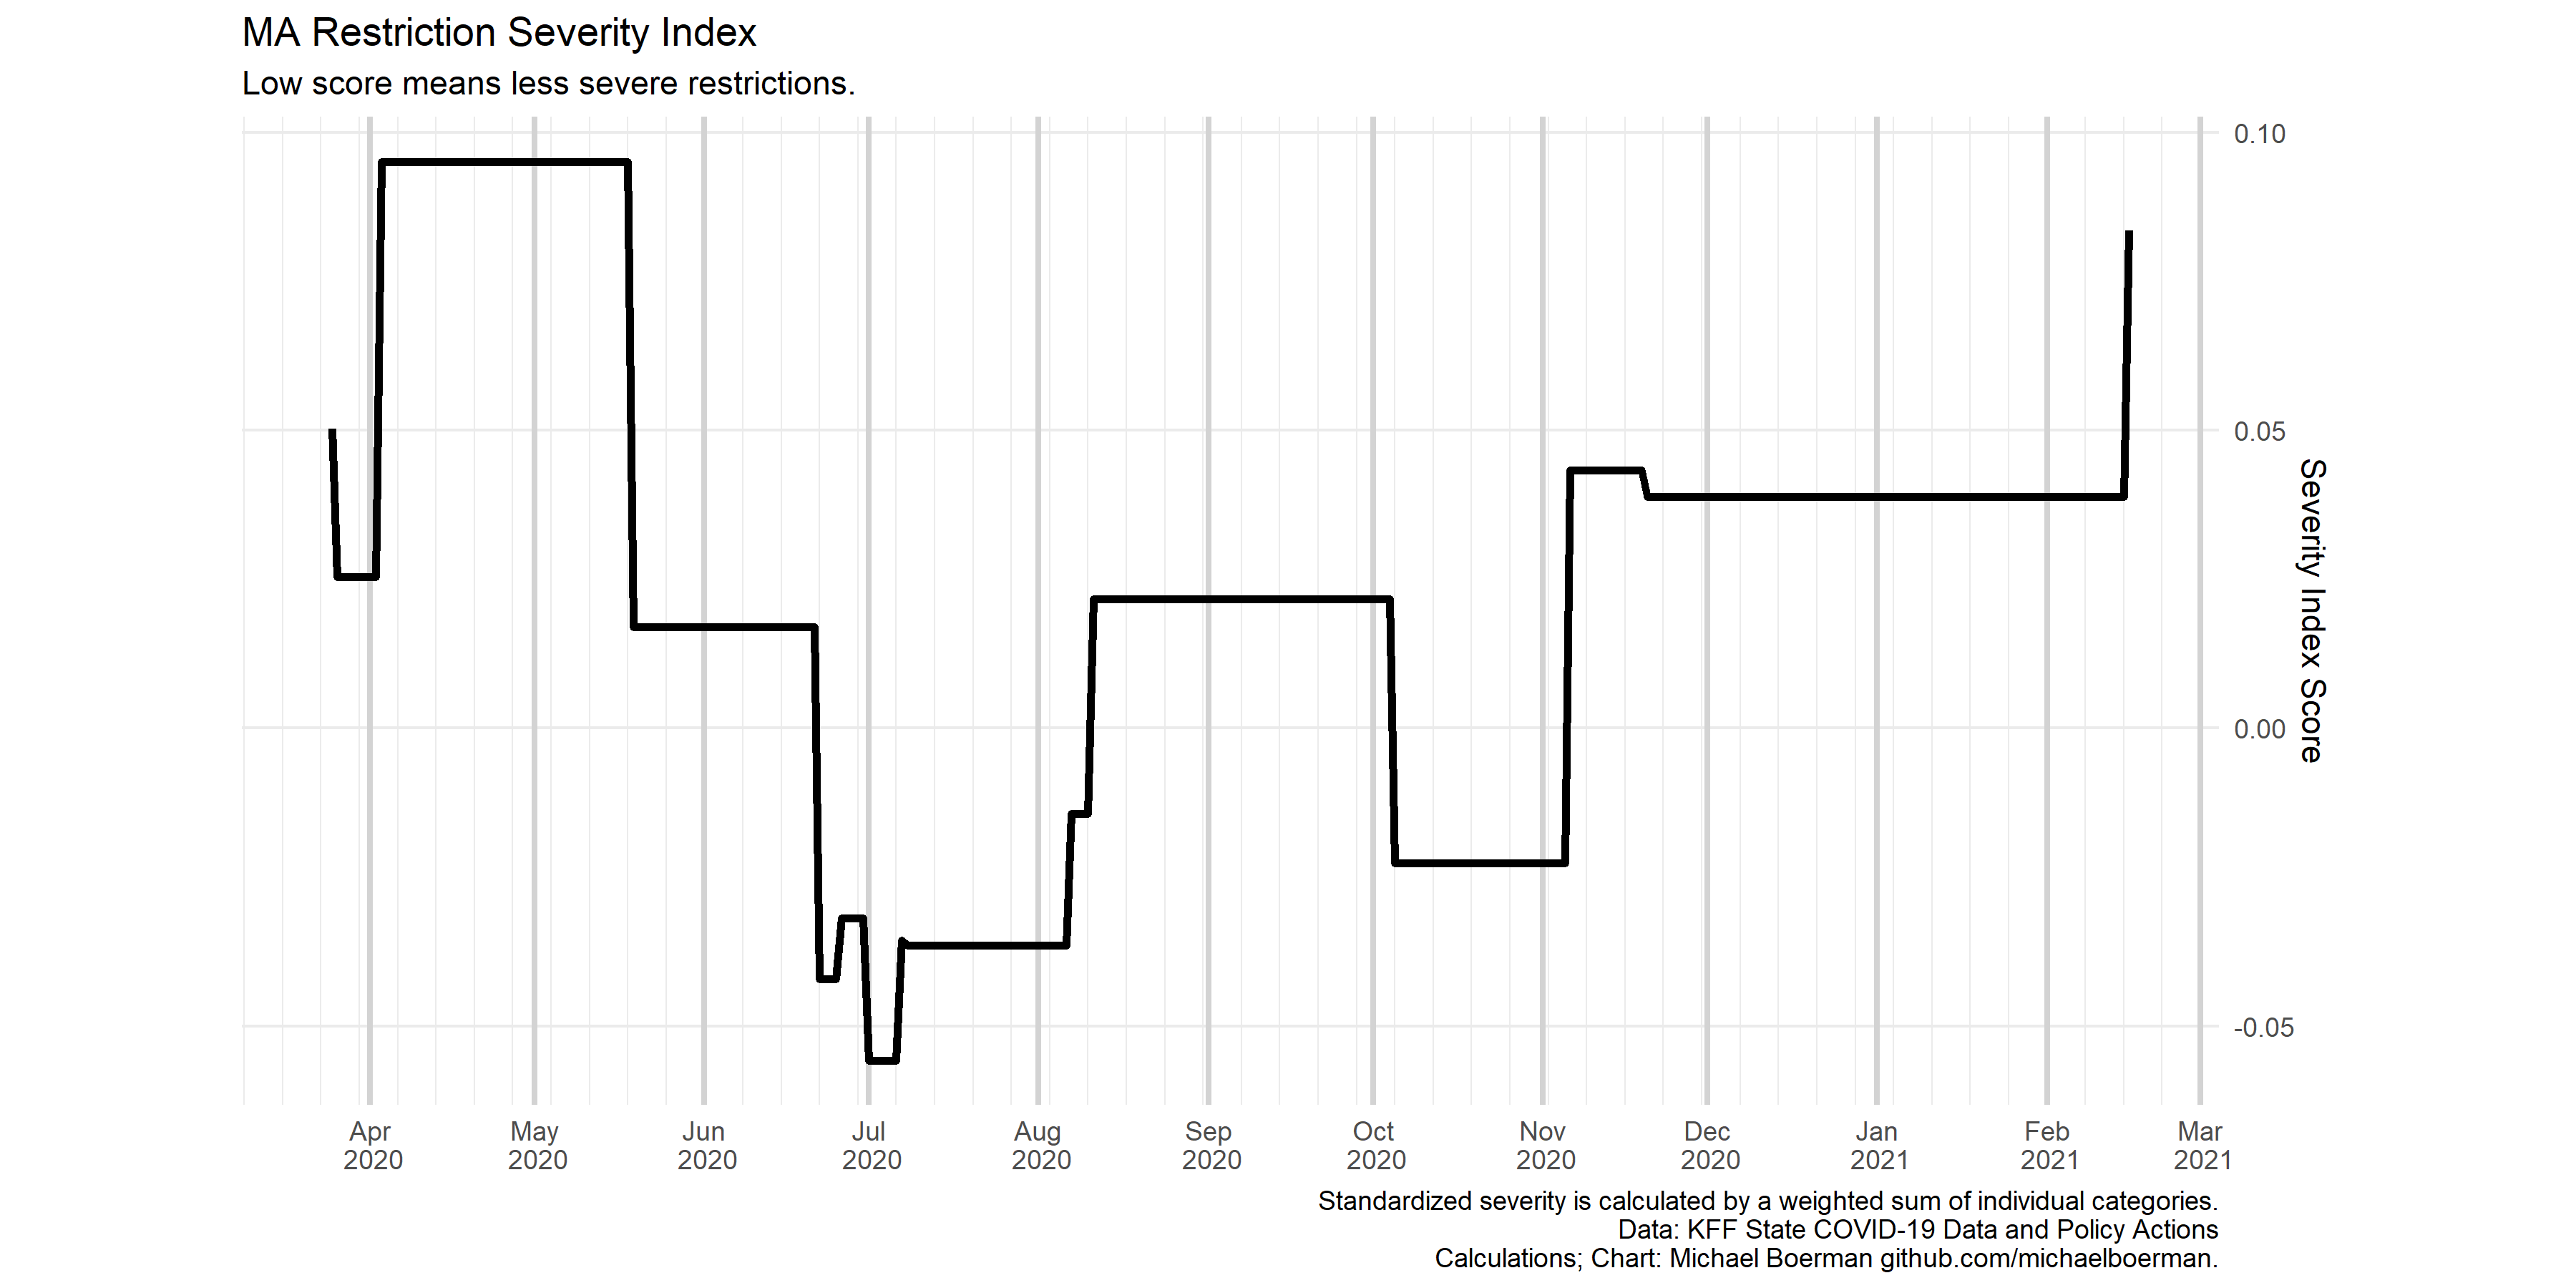 MA Restriction Severity Index
Low score means less severe restrictions.
0.10
0.05
0.00
-0.05
Severity Index Score
Apr 2020
May 2020
Jun 2020
Jul 2020
Aug 2020
Sep 2020
Oct 2020
Nov 2020
Dec 2020
Jan 2021
Feb 2021
Mar 2021
Standardized severity is calculated by a weighted sum of individual categories.
Data: KFF State COVID-19 Data and Policy Actions
Calculations; Chart: Michael Boerman github.com/michaelboerman.